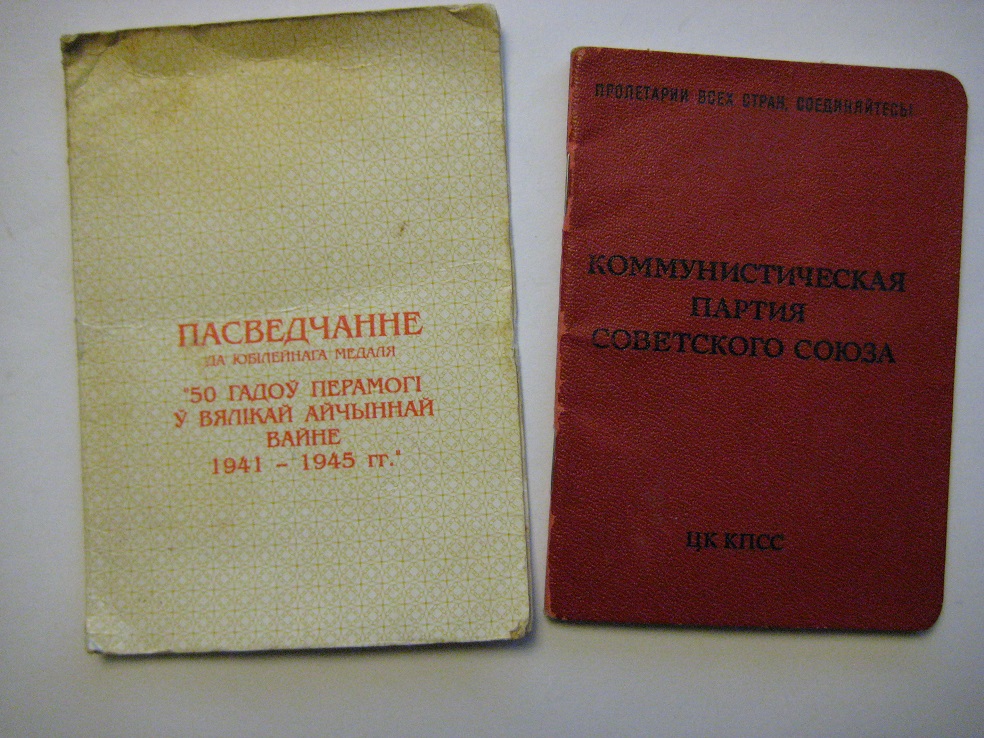 ПАСВЕДЧАННЕ
ДА ЮБІЛЕЙНАГА МЕДАЛЯ
"50 ГАДОЎ ПЕРАМОГІ
Ў ВЯЛІКАЙ АЙЧЫННАЙ
ВАЙНЕ
1941 – 1945 гг."
ПРОЛЕТАРИИ ВСЕХ СТРАН, СОЕДИНЯЙТЕСЬ!
КОММУНИСТИЧЕСКАЯ
ПАРТИЯ
СОВЕТСКОГО СОЮЗА
ЦК КПСС